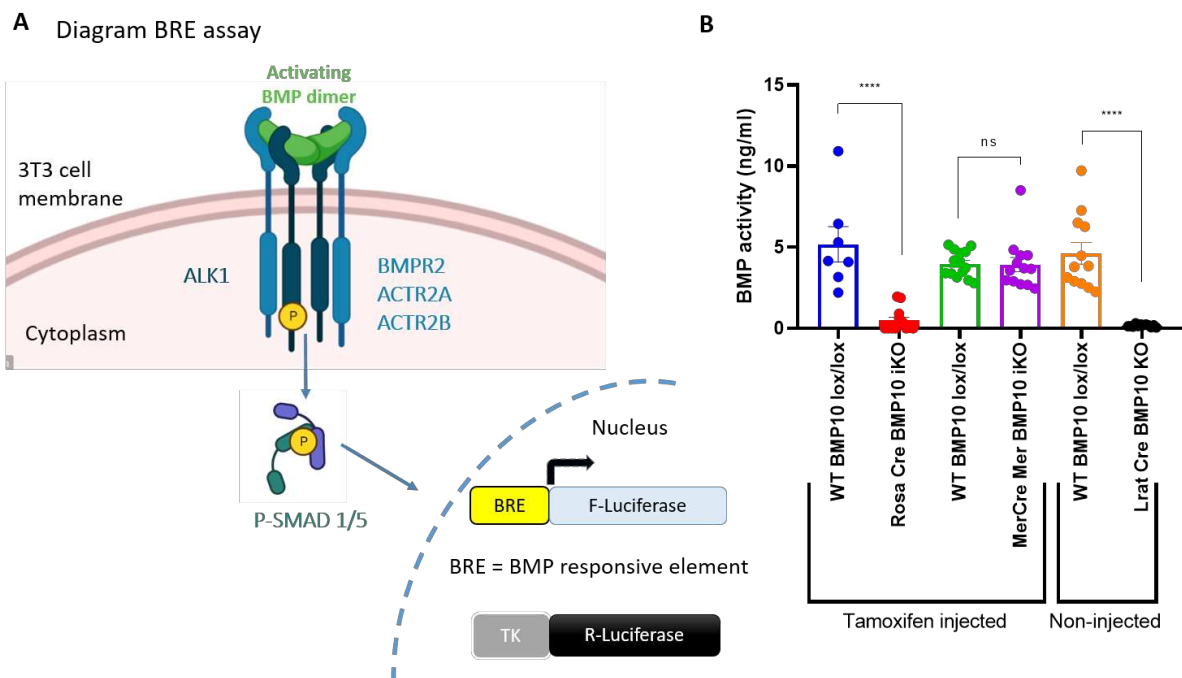 A
Diagram BRE assay
Activating
BMP dimer
3T3 cell
membrane
ALK1
BMPR2
ACTR2A
ACTR2B
P
Cytoplasm
P
P-SMAD 1/5
Nucleus
BRE
F-Luciferase
BRE = BMP responsive element
TK
R-Luciferase
B
BMP activity (ng/ml)
15
10
5
0
****
ns
****
WT BMP10 lox/lox
Rosa Cre BMP10 iKO
WT BMP10 lox/lox
MerCre Mer BMP10 iKO
WT BMP10 lox/lox
Lrat Cre BMP10 KO
Tamoxifen injected
Non-injected